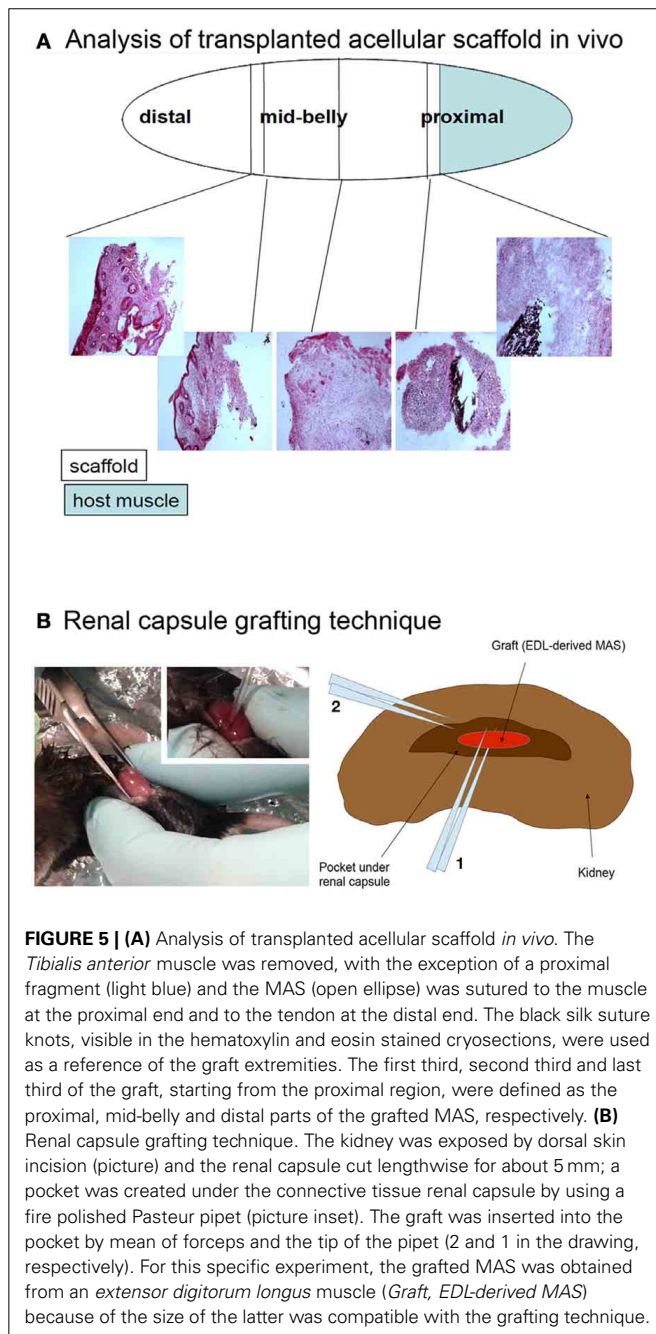 A Analysis of transplanted acellular scaffold in vivo
distal mid-belly proximal
scaffold
host muscle
B Renal capsule grafting technique
Graft (EDL-derived MAS)
2
1
Pocket under
renal capsule
Kidney
FIGURE 5 | (A) Analysis of transplanted acellular scaffold in vivo. The
Tibialis anterior muscle was removed, with the exception of a proximal
fragment (light blue) and the MAS (open ellipse) was sutured to the muscle
at the proximal end and to the tendon at the distal end. The black silk suture
knots, visible in the hematoxylin and eosin stained cryosections, were used
as a reference of the graft extremities. The first third, second third and last
third of the graft, starting from the proximal region, were defined as the
proximal, mid-belly and distal parts of the grafted MAS, respectively. (B)
Renal capsule grafting technique. The kidney was exposed by dorsal skin
incision (picture) and the renal capsule cut lengthwise for about 5 mm; a
pocket was created under the connective tissue renal capsule by using a
fire polished Pasteur pipet (picture inset). The graft was inserted into the
pocket by mean of forceps and the tip of the pipet (2 and 1 in the drawing,
respectively). For this specific experiment, the grafted MAS was obtained
from an extensor digitorum longus muscle (Graft, EDL-derived MAS)
because of the size of the latter was compatible with the grafting technique.